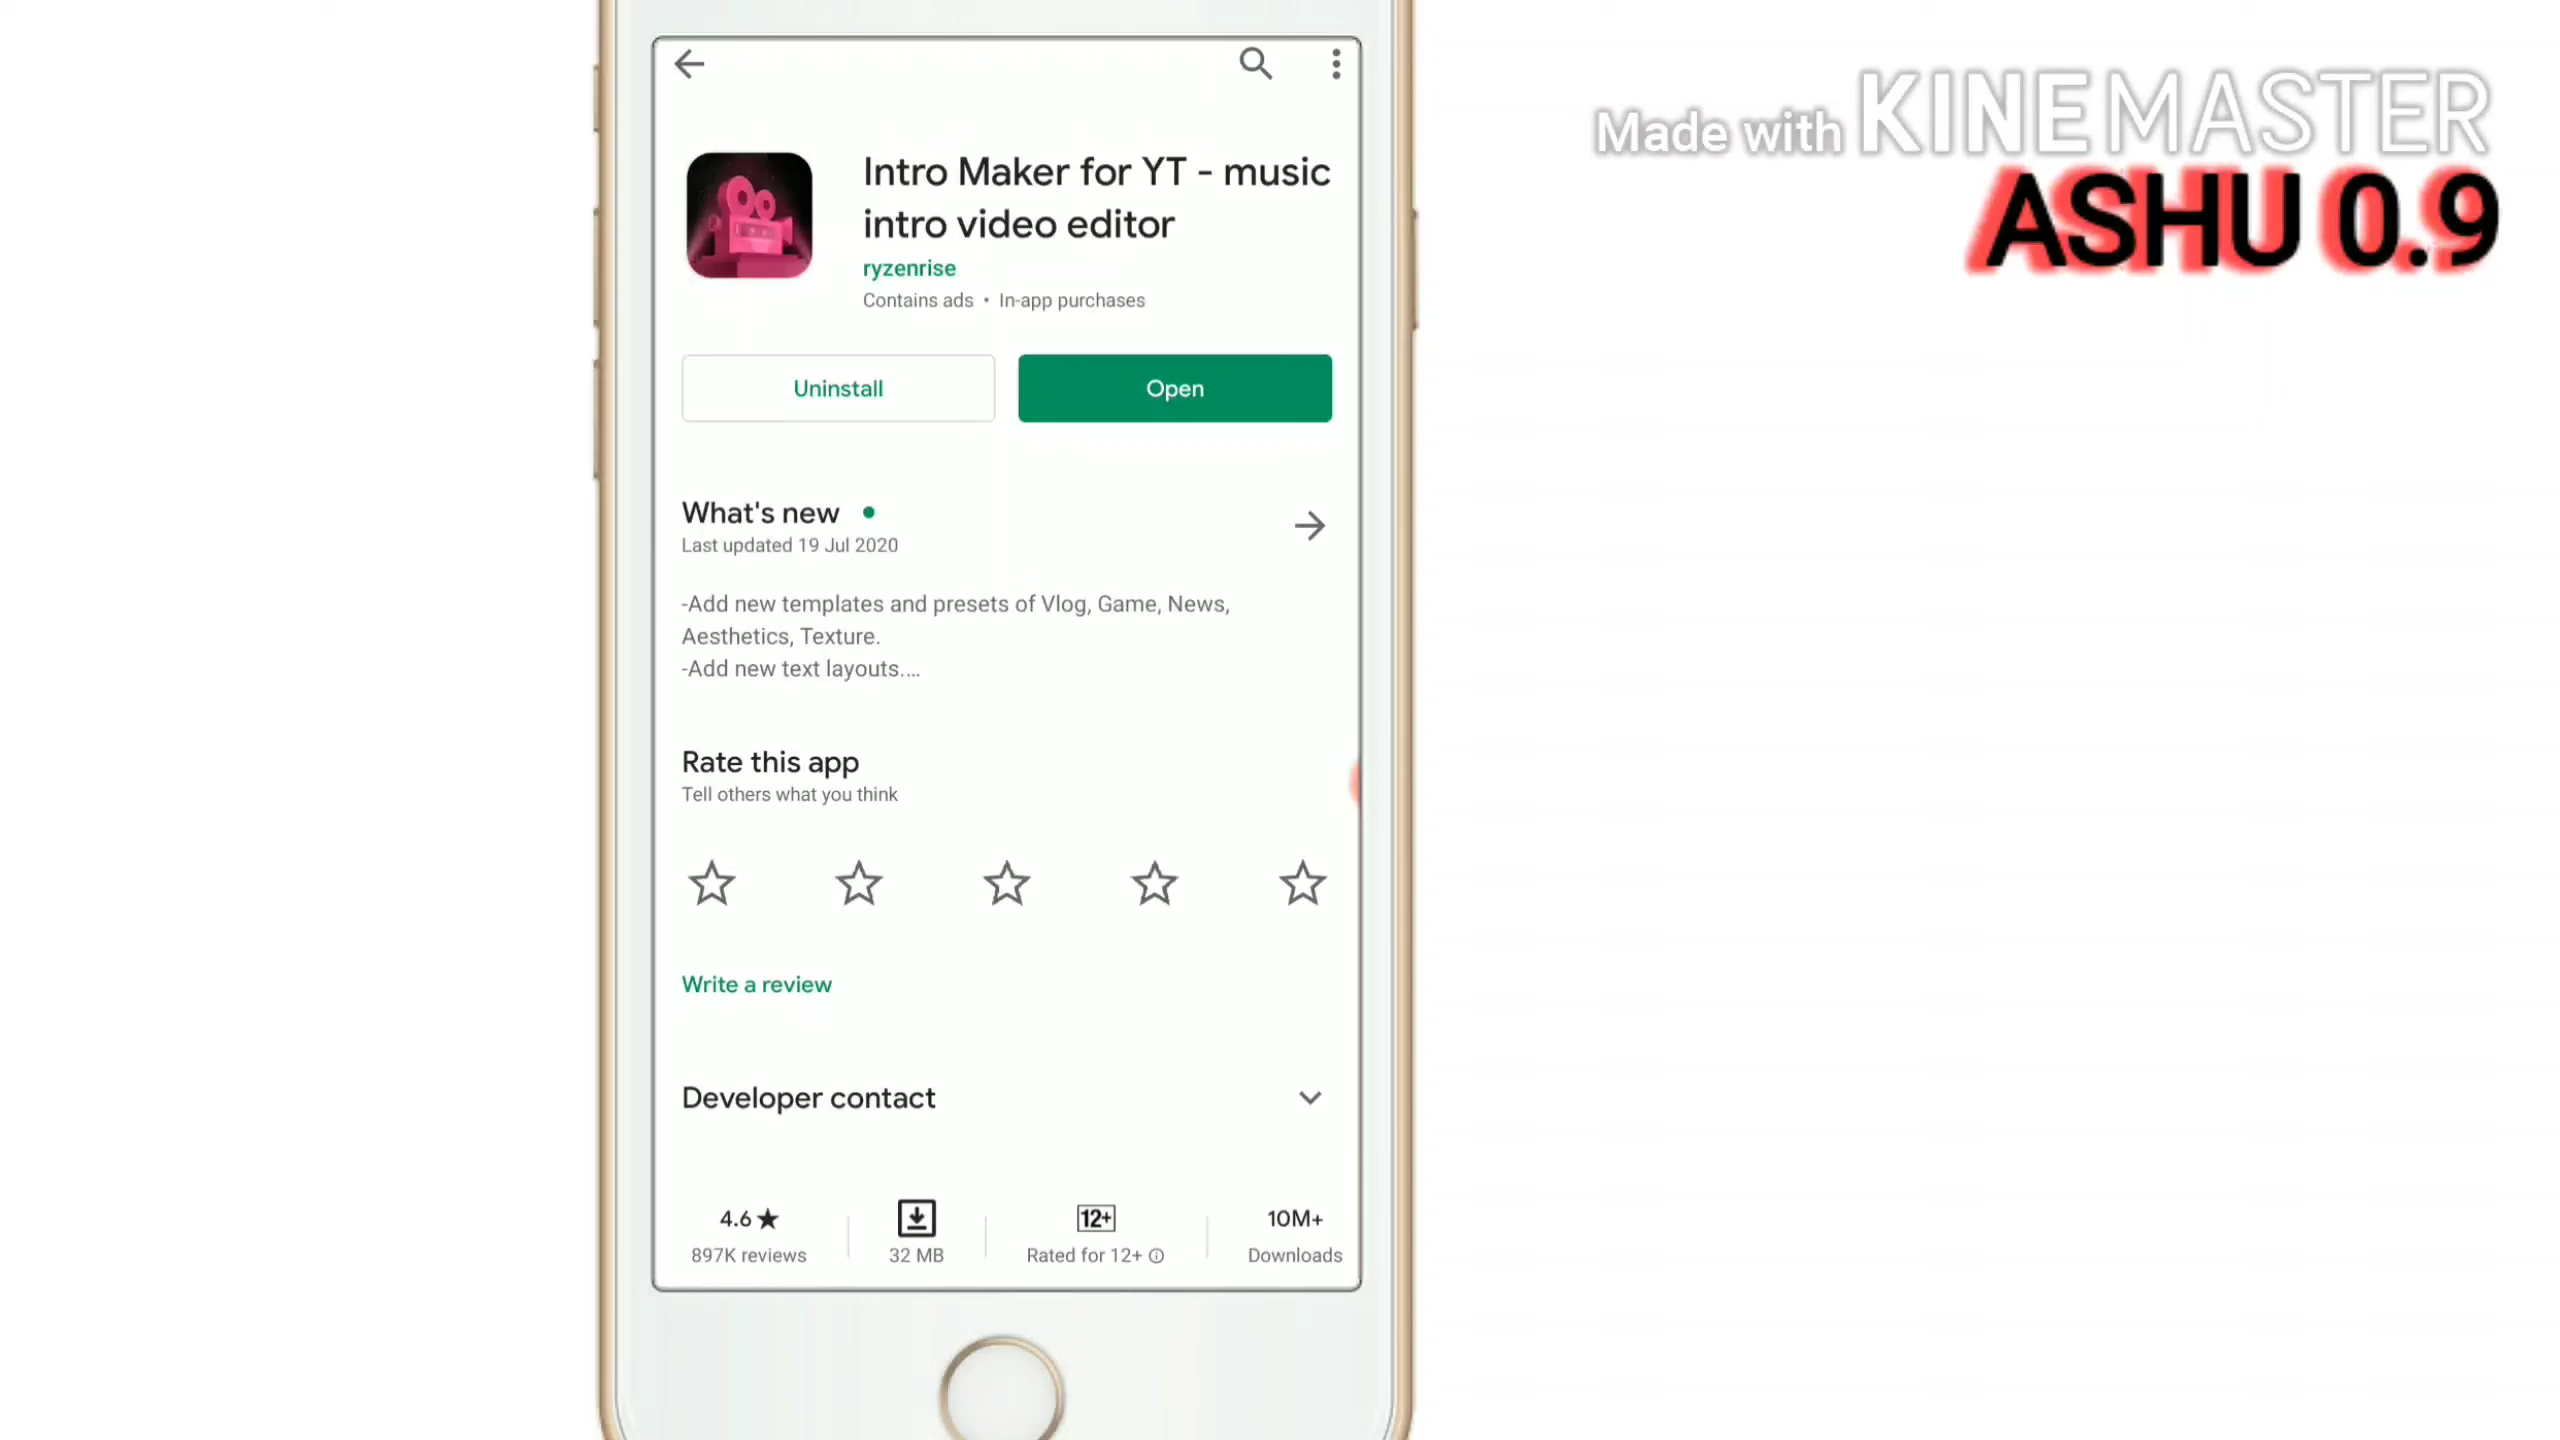 Made with KINEMASTER
ASHU 0.9
Intro Maker for YT - music
intro video editor
ryzenrise
Contains ads • In-app purchases
Uninstall
Open
What's new
Last updated 19 Jul 2020
-Add new templates and presets of Vlog, Game, News,
Aesthetics, Texture.
-Add new text layouts....
Rate this app
Tell others what you think
Write a review
Developer contact
4.6★
897K reviews
32 MB
12+
Rated for 12+
10M+
Downloads